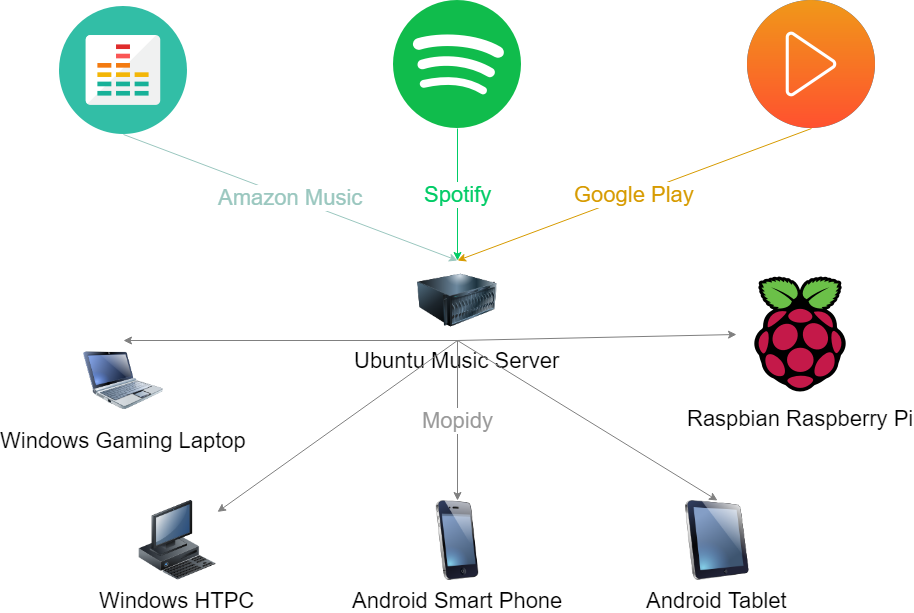 Amazon Music
Spotify
Google Play
Ubuntu Music Server
Mopidy
Raspbian Raspberry Pi
Windows Gaming Laptop
Windows HTPC
Android Smart Phone
Android Tablet